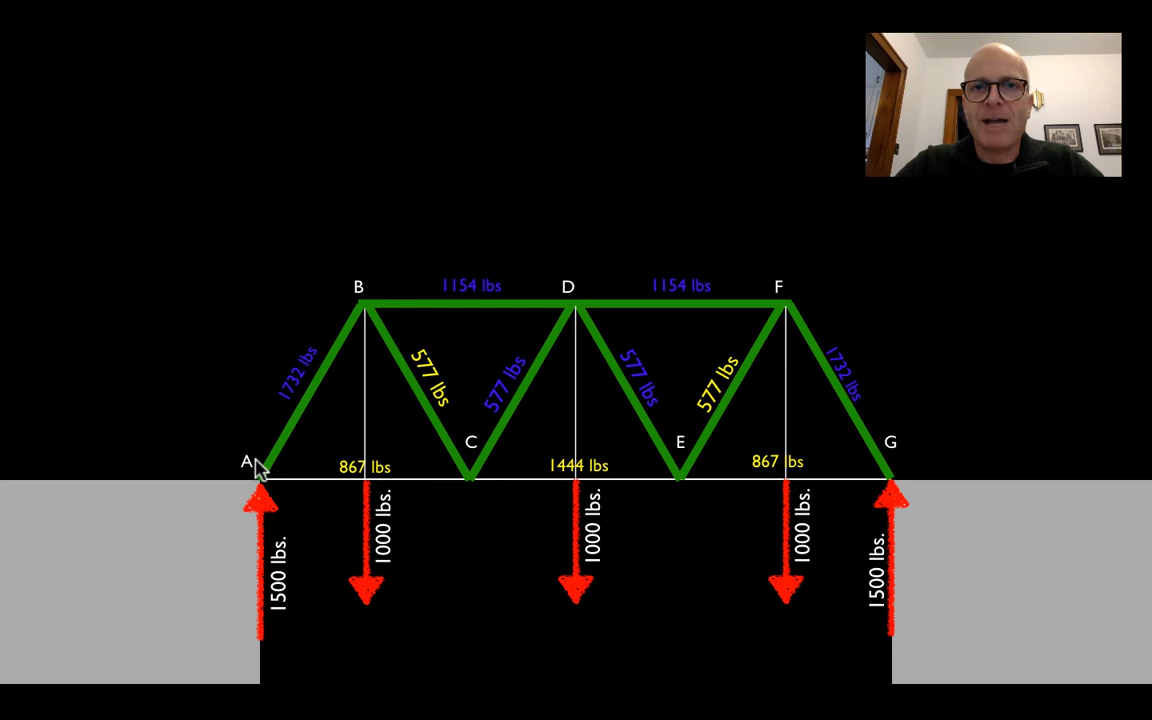 B
1154 lbs
D
1154 lbs
F
1732 lbs
577 lbs
577 lbs
577 lbs
577 lbs
1732 lbs
A
C
E
G
867 lbs
1444 lbs
867 lbs
1500 lbs.
1000 lbs.
1000 lbs.
1000 lbs.
1500 lbs.